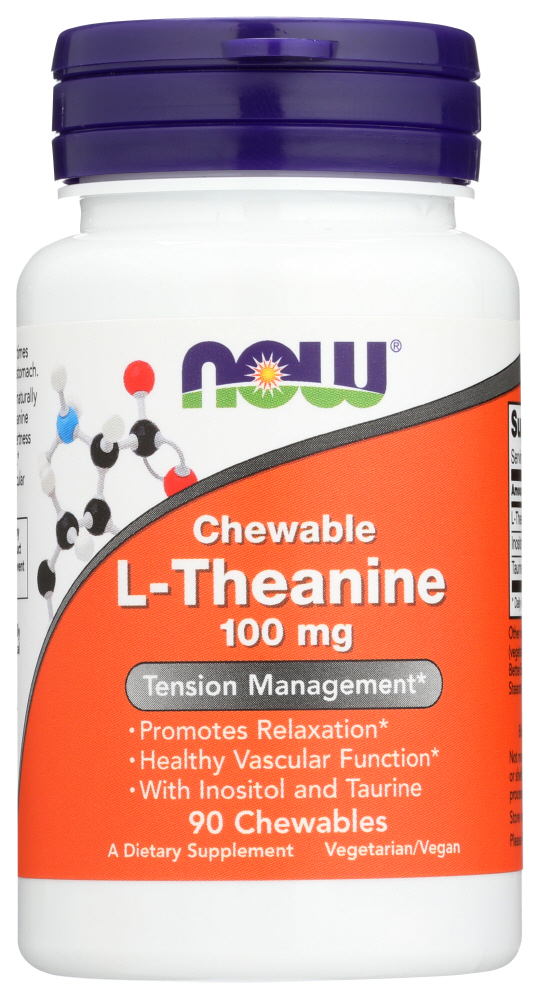 now®
Chewable
L-Theanine
100 mg
Tension Management*
• Promotes Relaxation*
• Healthy Vascular Function*
• With Inositol and Taurine
90 Chewables
A Dietary Supplement Vegetarian/Vegan